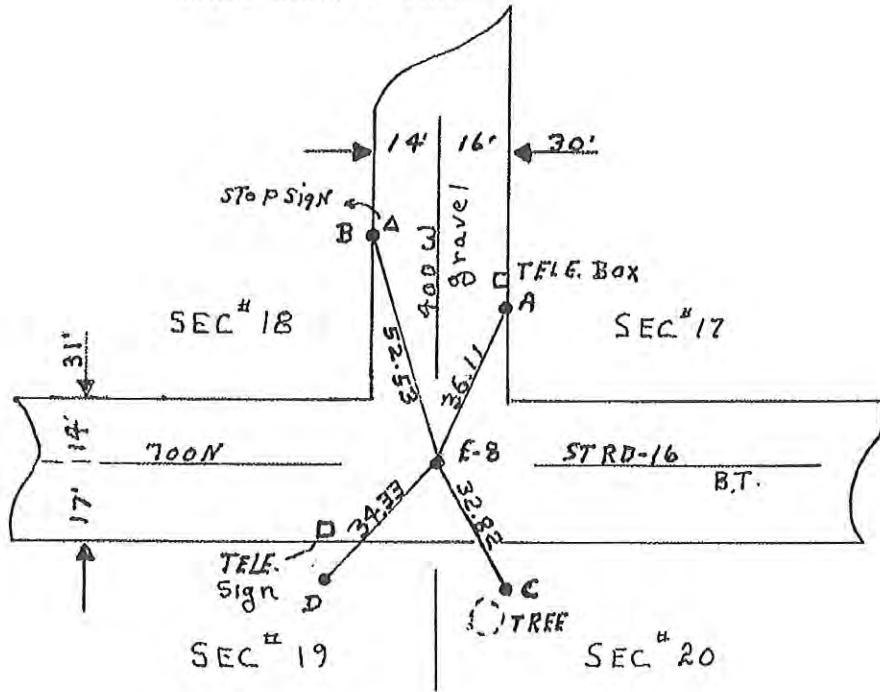 14' 16' 30'
STOP SIGN
B
400 W
gravel
TELE. BOX
A
SEC# 18
SEC# 17
31'
52.53
36.11
14'
700N
E-8
STRD-16
B.T.
17'
34.33
32.82
TELE.
Sign
D
C
TREE
SEC# 19
SEC# 20